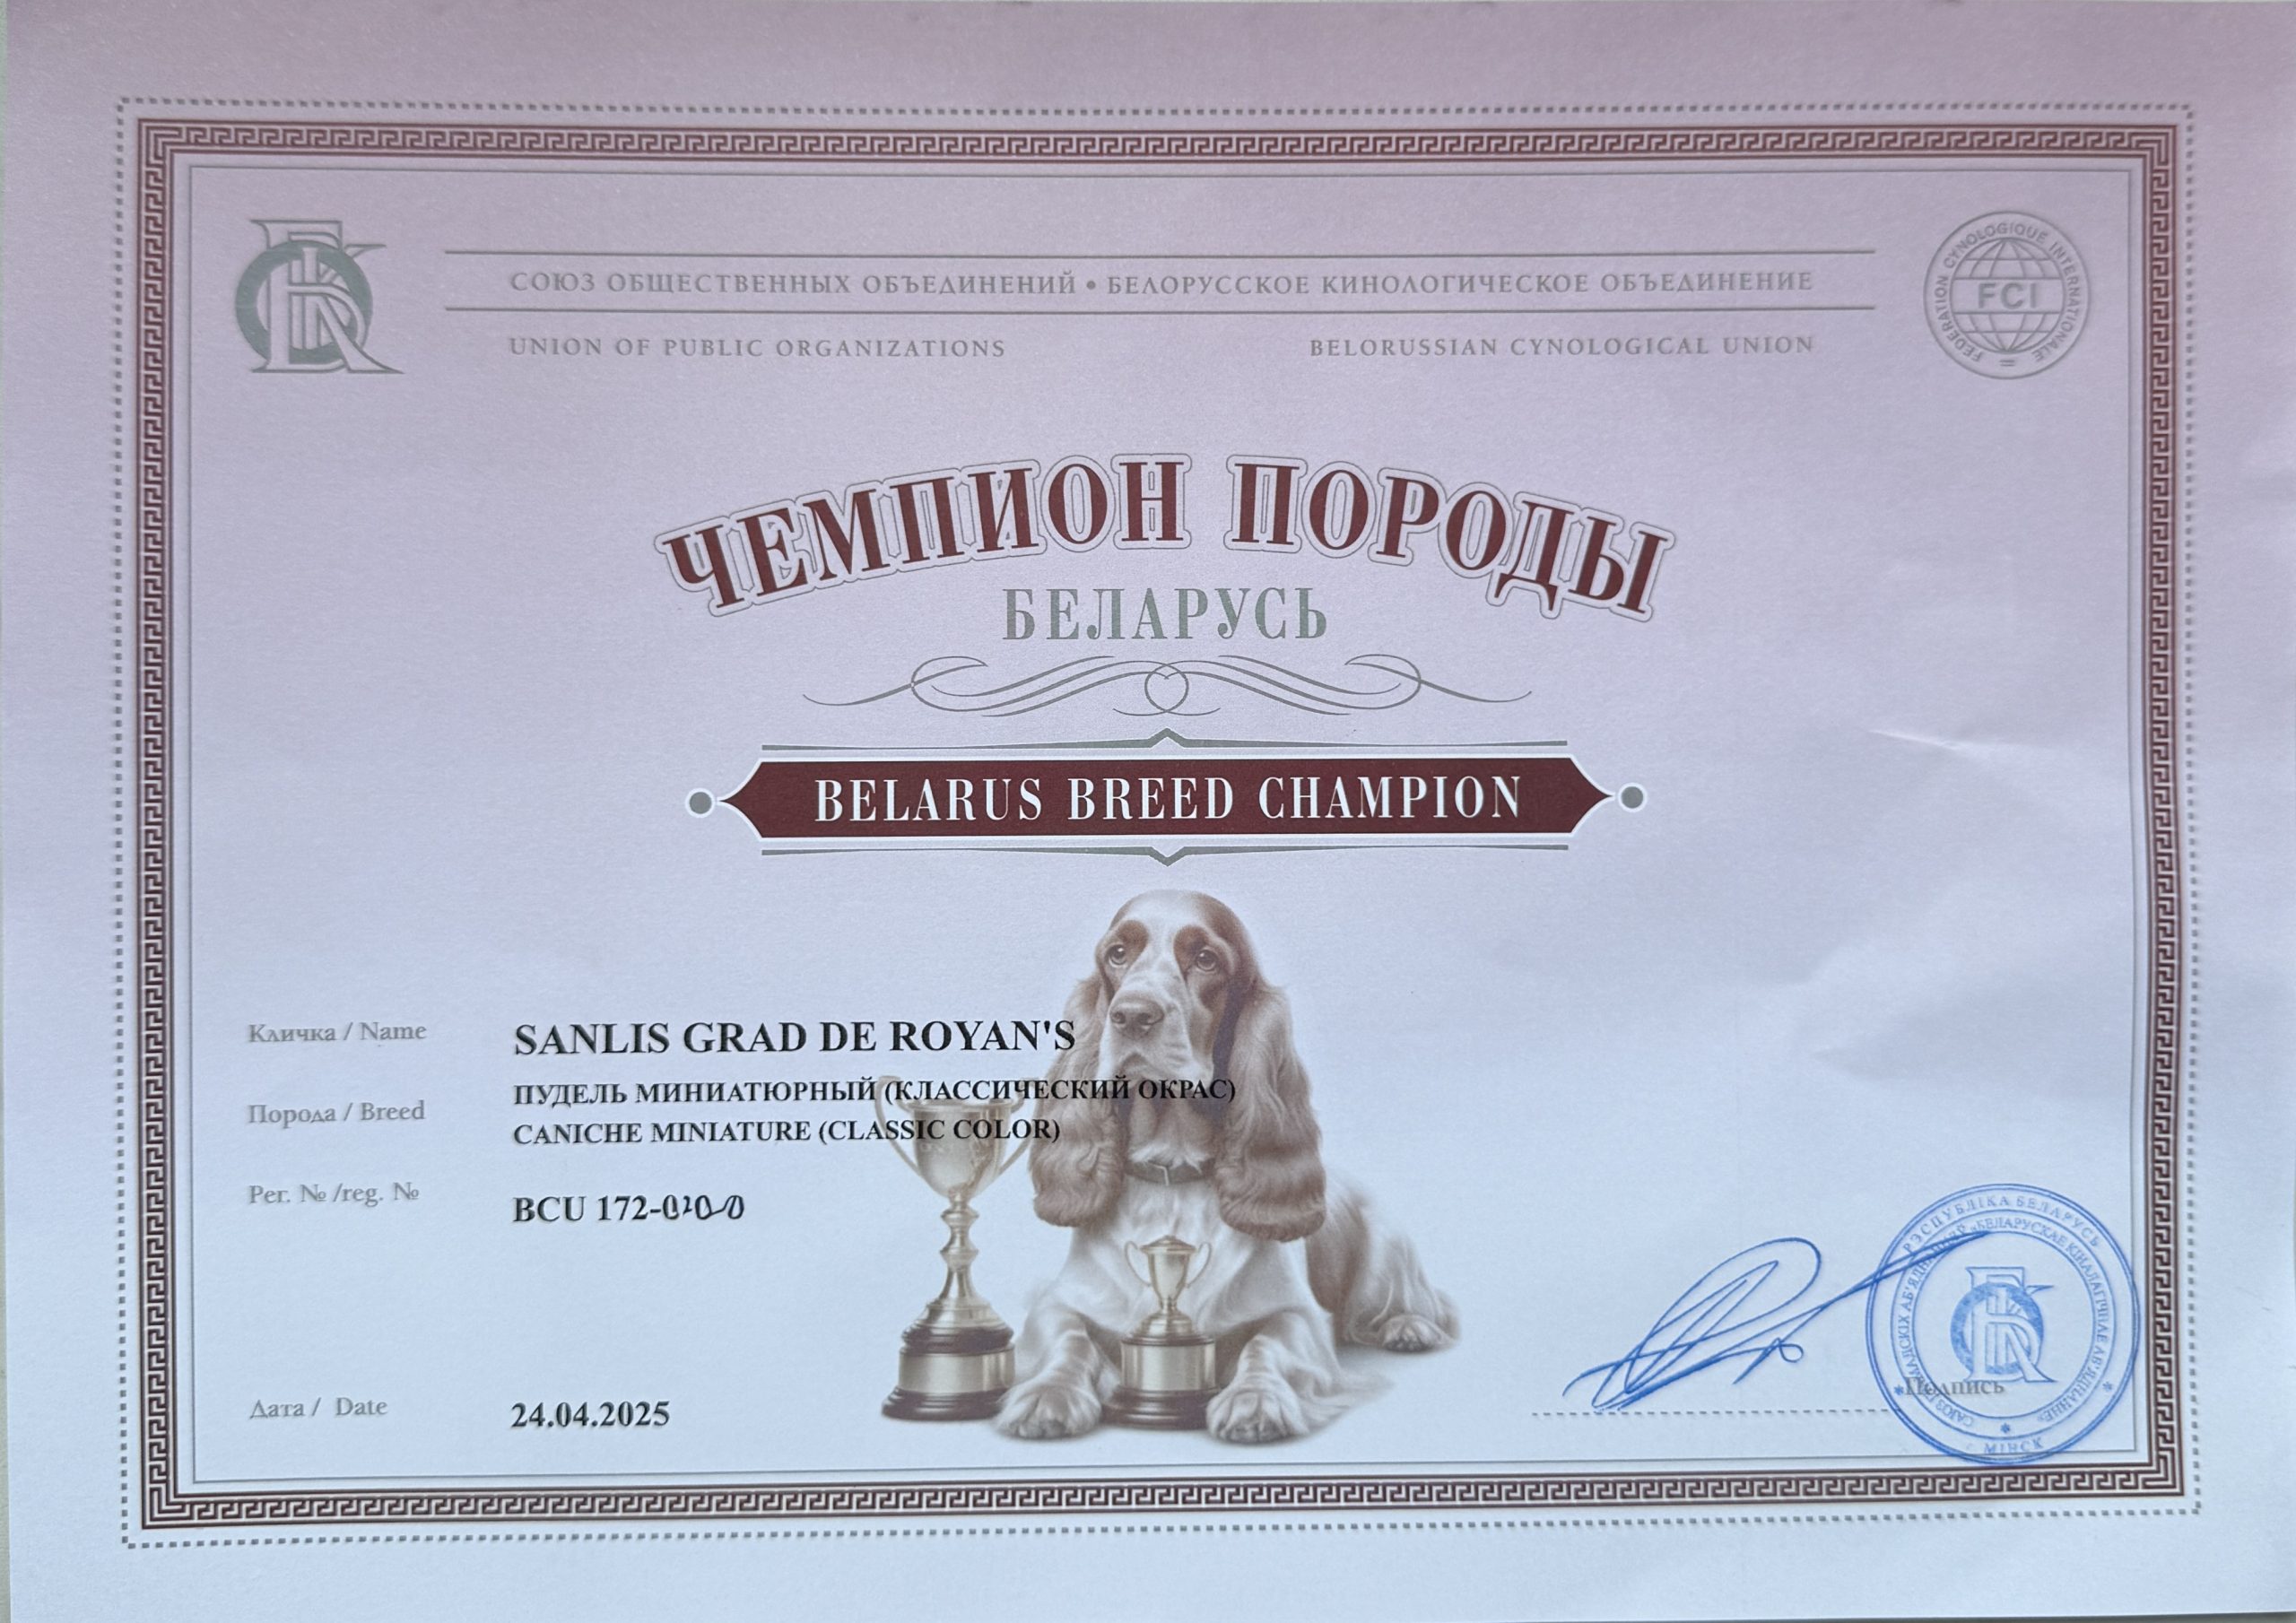 СОЮЗ ОБЩЕСТВЕННЫХ ОБЪЕДИНЕНИЙ • БЕЛОРУССКОЕ КИНОЛОГИЧЕСКОЕ ОБЪЕДИНЕНИЕ
UNION OF PUBLIC ORGANIZATIONS BELORUSSIAN CYNOLOGICAL UNION
FEDERATION CYNOLOGIQUE INTERNATIONALE
FCI
ЧЕМПИОН ПОРОДЫ
БЕЛАРУСЬ
BELARUS BREED CHAMPION
Кличка / Name SANLIS GRAD DE ROYAN'S
Порода / Breed ПУДЕЛЬ МИНИАТЮРНЫЙ (КЛАССИЧЕСКИЙ ОКРАС)
CANICHE MINIATURE (CLASSIC COLOR)
Рег. № /reg. № BCU 172-
Дата / Date 24.04.2025
Подпись
РЭСПУБЛІКА БЕЛАРУСЬ
МІНСК